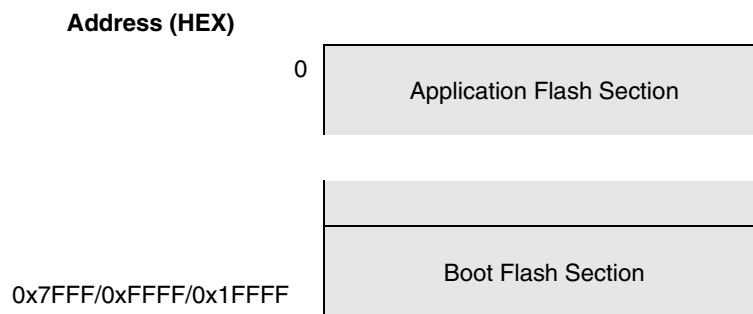 Address (HEX)
0
Application Flash Section
Boot Flash Section
0x7FFF/0xFFFF/0x1FFFF